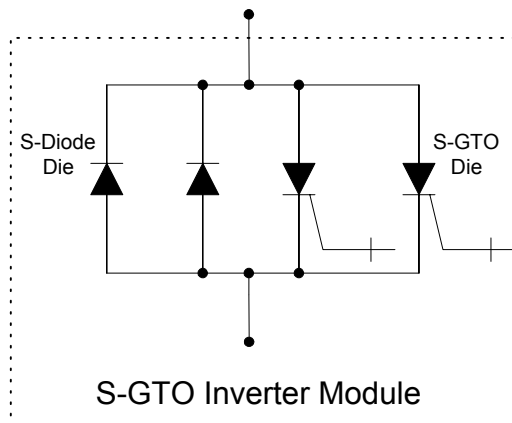 S-Diode
Die
S-GTO
Die
S-GTO Inverter Module